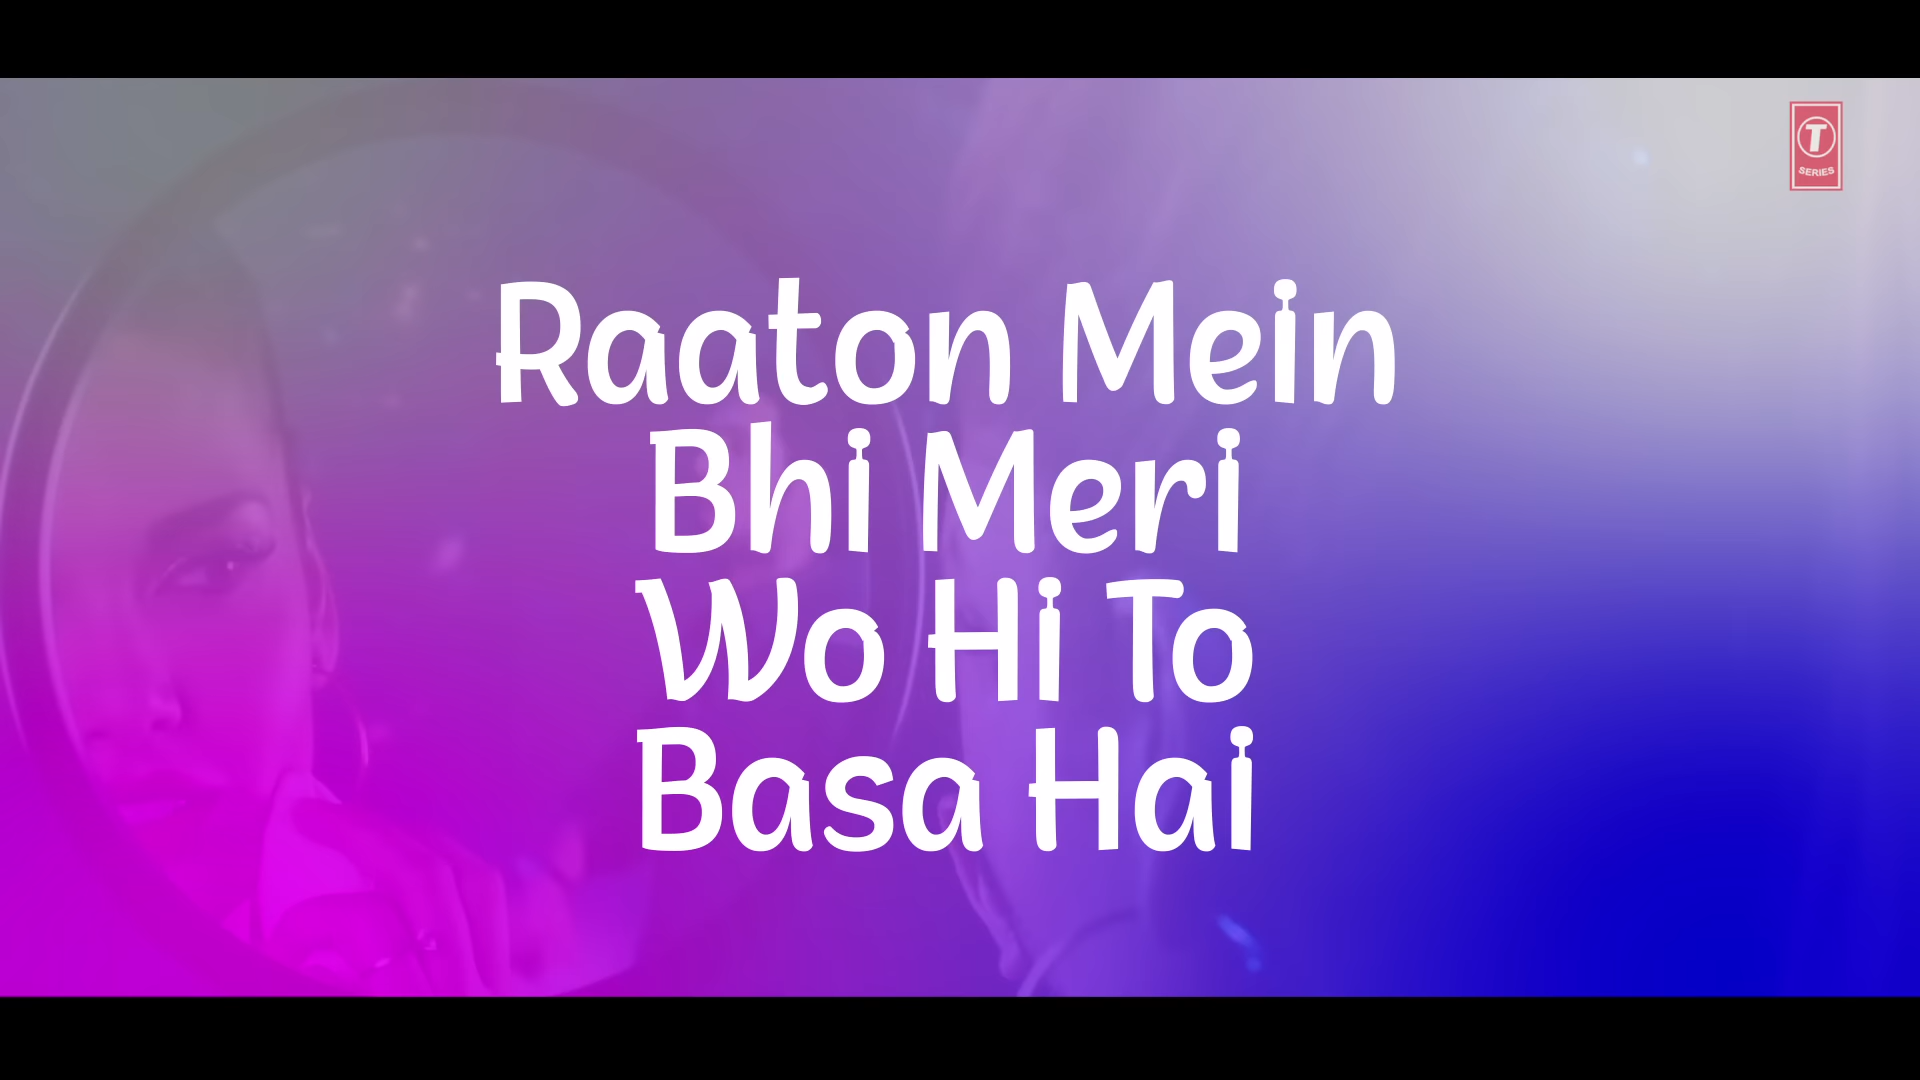 T
SERIES
Raaton Mein
Bhi Meri
Wo Hi To
Basa Hai